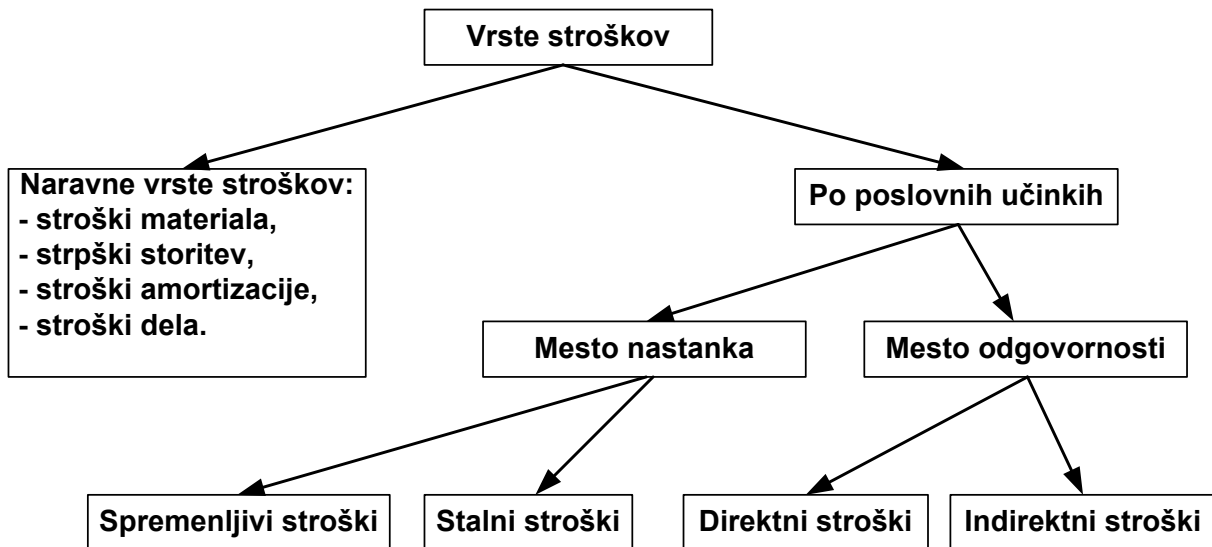 Vrste stroškov
Naravne vrste stroškov:
- stroški materiala,
- strpški storitev,
- stroški amortizacije,
- stroški dela.
Po poslovnih učinkih
Mesto nastanka
Mesto odgovornosti
Spremenljivi stroški
Stalni stroški
Direktni stroški
Indirektni stroški